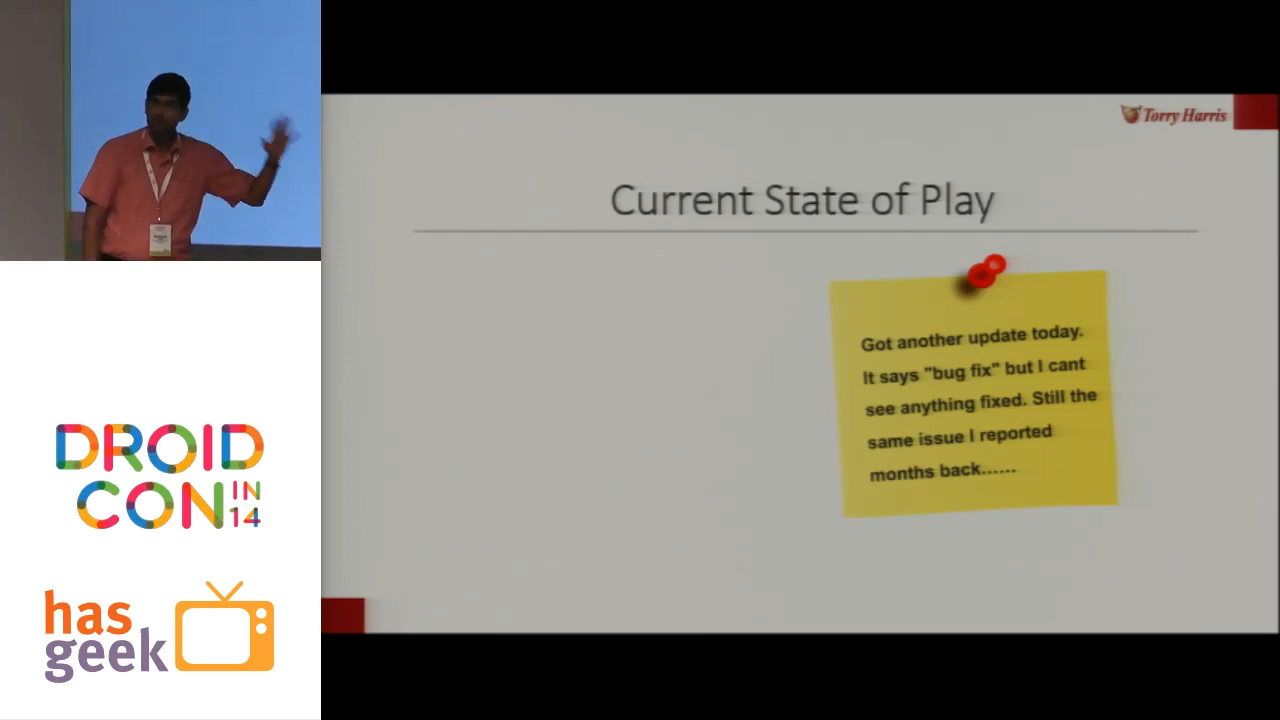 Torry Harris
Current State of Play
Got another update today.
It says "bug fix" but I cant
see anything fixed. Still the
same issue I reported
months back......
DROID
CON IN
14
has
geek